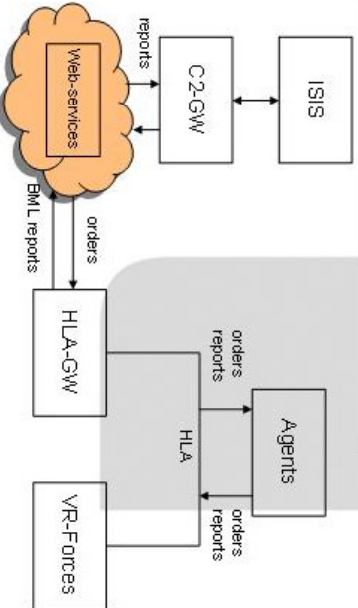 ISIS
Agents
orders
reports
orders
reports
C2-GW
HLA
reports
orders
Web-services
BML reports
HLA-GW
VR-Forces